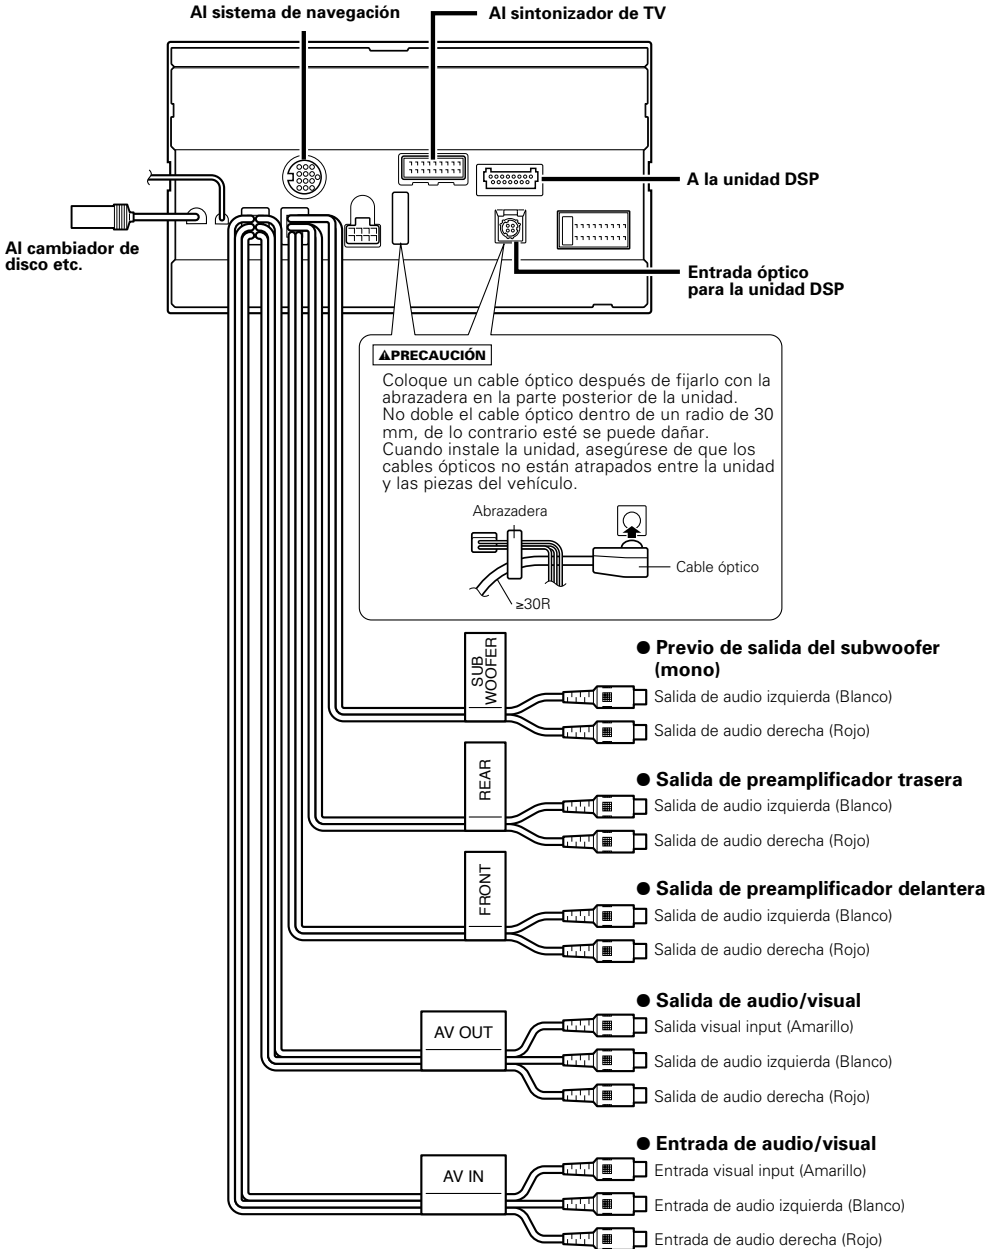 Al sistema de navegación
Al sintonizador de TV
A la unidad DSP
Al cambiador de
disco etc.
Entrada óptico
para la unidad DSP
PRECAUCIÓN
Coloque un cable óptico después de fijarlo con la
abrazadera en la parte posterior de la unidad.
No doble el cable óptico dentro de un radio de 30
mm, de lo contrario esté se puede dañar.
Cuando instale la unidad, asegúrese de que los
cables ópticos no están atrapados entre la unidad
y las piezas del vehículo.
Abrazadera
Cable óptico
≥30R
SUB
WOOFER
● Previo de salida del subwoofer
(mono)
Salida de audio izquierda (Blanco)
Salida de audio derecha (Rojo)
REAR
● Salida de preamplificador trasera
Salida de audio izquierda (Blanco)
Salida de audio derecha (Rojo)
FRONT
● Salida de preamplificador delantera
Salida de audio izquierda (Blanco)
Salida de audio derecha (Rojo)
AV OUT
● Salida de audio/visual
Salida visual input (Amarillo)
Salida de audio izquierda (Blanco)
Salida de audio derecha (Rojo)
AV IN
● Entrada de audio/visual
Entrada visual input (Amarillo)
Entrada de audio izquierda (Blanco)
Entrada de audio derecha (Rojo)